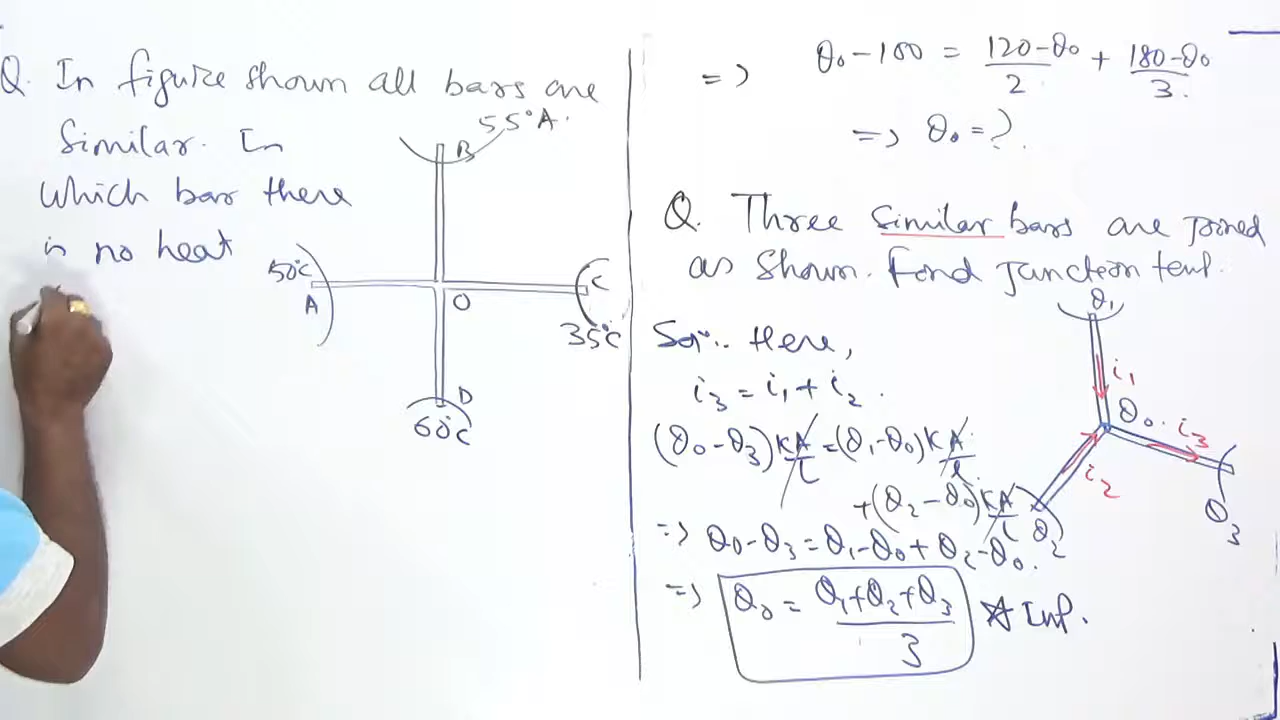 Q. In figure shown all bars are
Similar. In
Which bar there
is no heat
55°A.
B
50°C
A
O
C
35°C
D
60°C
=> θ0-100 = 120-θ0/2 + 180-θ0/3.
=> θ0 = ?
Q. Three similar bars are joined
as shown. Find Junction temp.
Solⁿ:. Here,
i3 = i1 + i2.
(θ0-θ3)KA/l = (θ1-θ0)KA/l
+(θ2-θ0)KA/l
=> θ0-θ3 = θ1-θ0 + θ2-θ0.
=> θ0 = θ1+θ2+θ3/3 ☆ Imp.
θ1
i1
θ0.
i3
i2
θ2
θ3